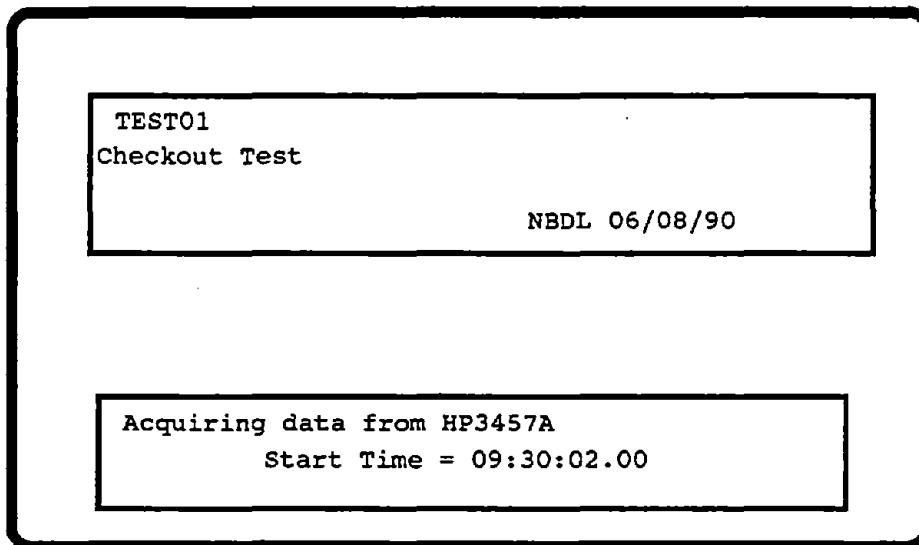 TEST01
Checkout Test
NBDL 06/08/90
Acquiring data from HP3457A
Start Time = 09:30:02.00